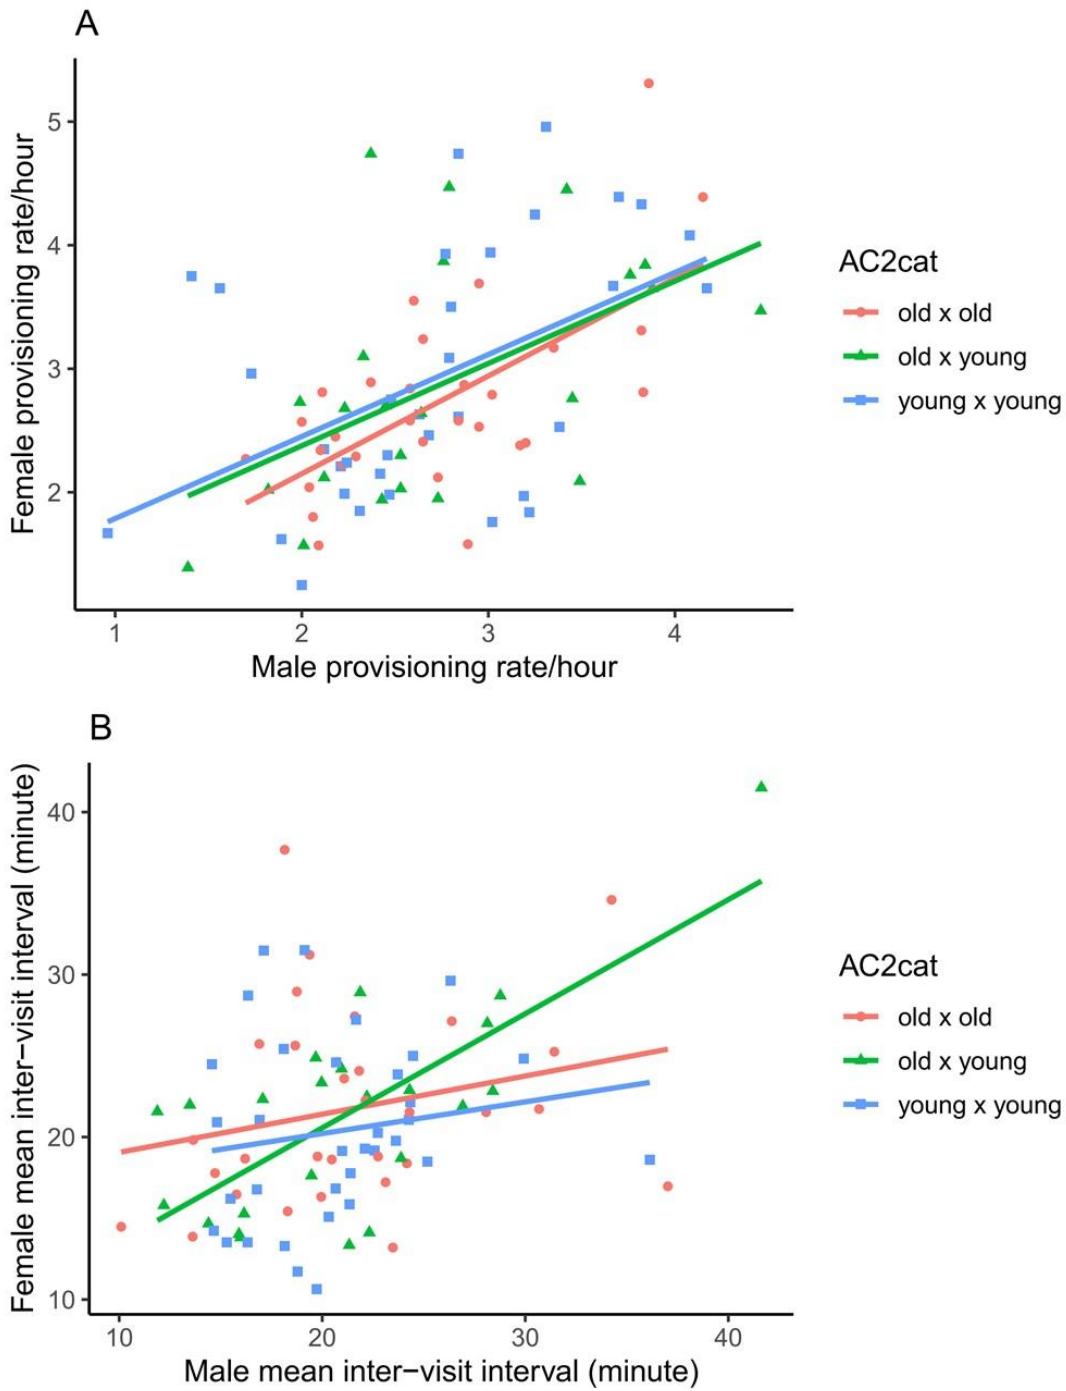 A
Female provisioning rate/hour
5
4
3
2
1 2 3 4
Male provisioning rate/hour
AC2cat
old x old
old x young
young x young
B
Female mean inter−visit interval (minute)
40
30
20
10
10 20 30 40
Male mean inter−visit interval (minute)
AC2cat
old x old
old x young
young x young